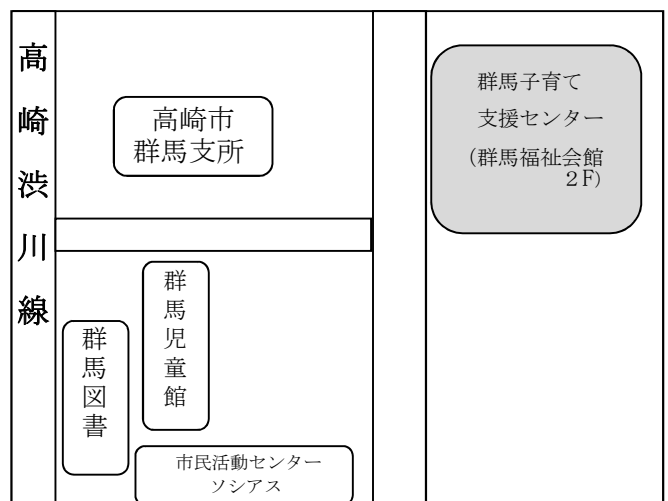 高崎渋川線
高崎市
群馬支所
群馬子育て
支援センター
(群馬福祉会館
2F)
群馬児童館
群馬図書
市民活動センター
ソシアス